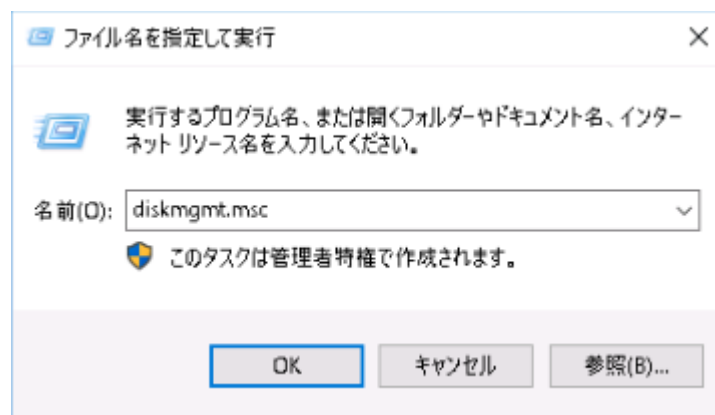 ファイル名を指定して実行
実行するプログラム名、または開くフォルダーやドキュメント名、インター
ネット リソース名を入力してください。
名前(O): diskmgmt.msc
このタスクは管理者特権で作成されます。
OK キャンセル 参照(B)...